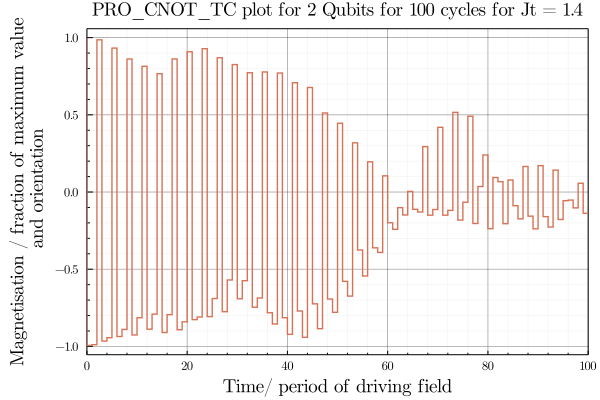 PRO_CNOT_TC plot for 2 Qubits for 100 cycles for Jt = 1.4
Magnetisation / fraction of maximum value
and orientation
1.0
0.5
0.0
−0.5
−1.0
0
20
40
60
80
100
Time/ period of driving field